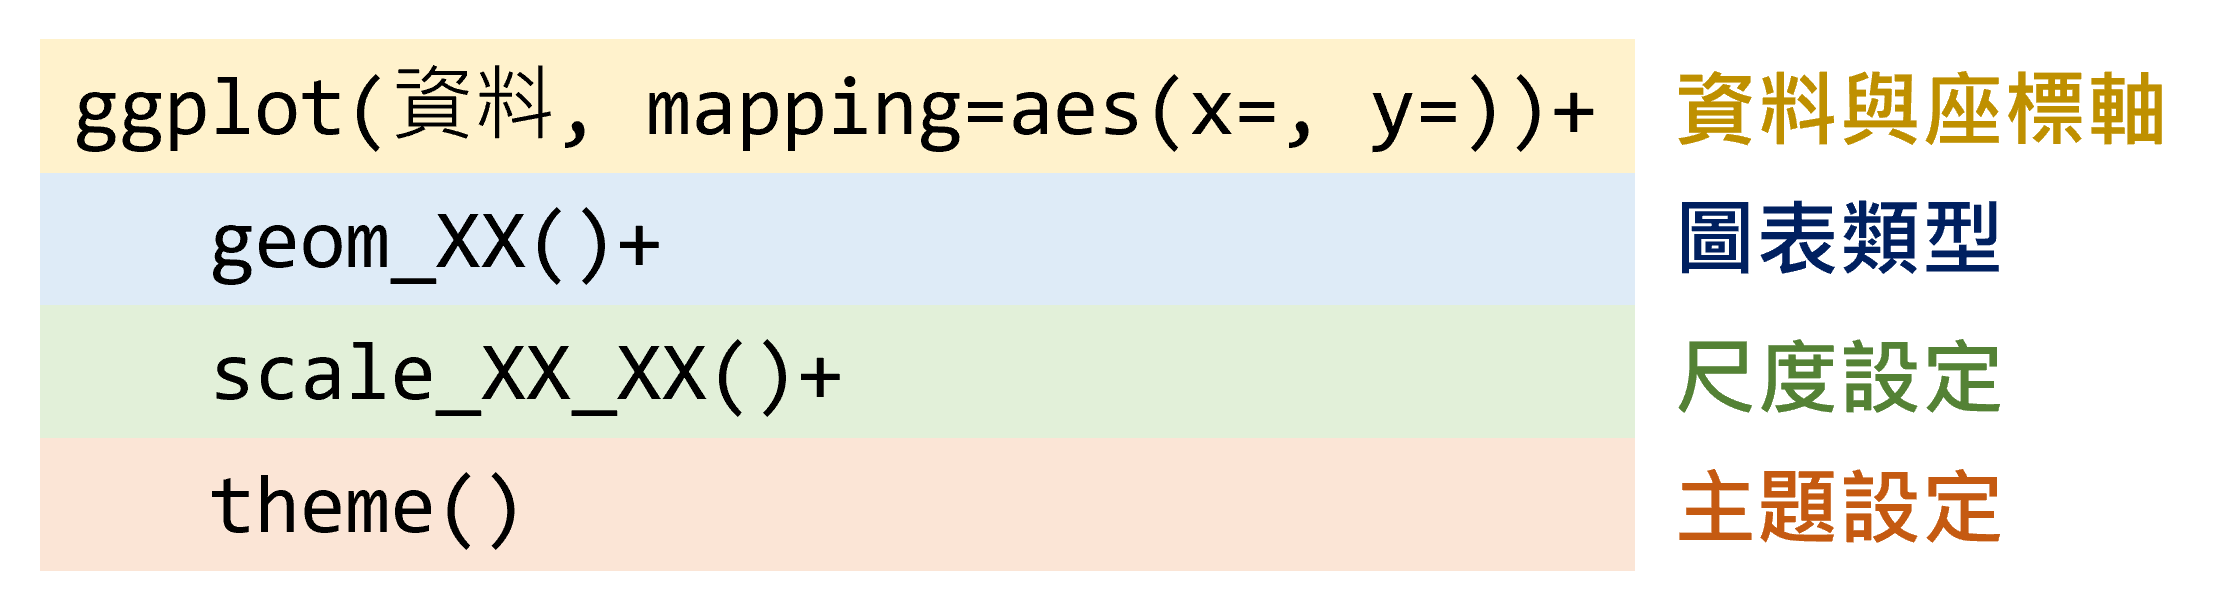 ggplot(資料, mapping=aes(x=, y=))+ 資料與座標軸
geom_XX()+ 圖表類型
scale_XX_XX()+ 尺度設定
theme() 主題設定